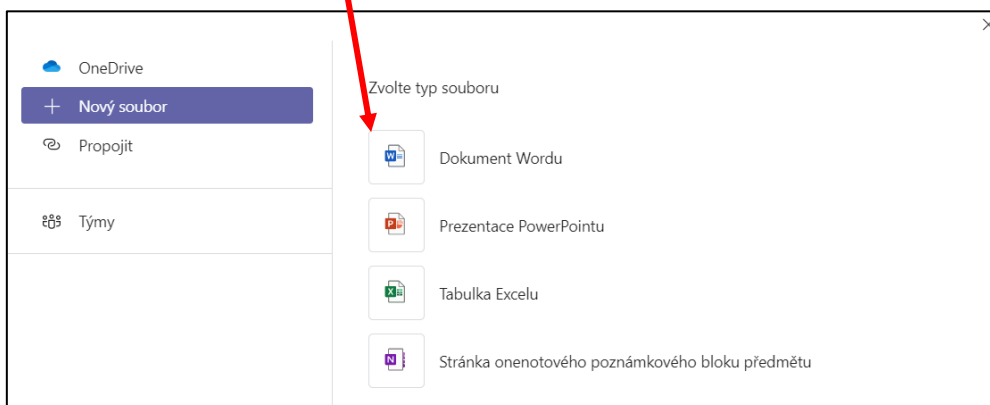 OneDrive
Nový soubor
Propojit
Týmy
Zvolte typ souboru
Dokument Wordu
Prezentace PowerPointu
Tabulka Excelu
Stránka onenotového poznámkového bloku předmětu